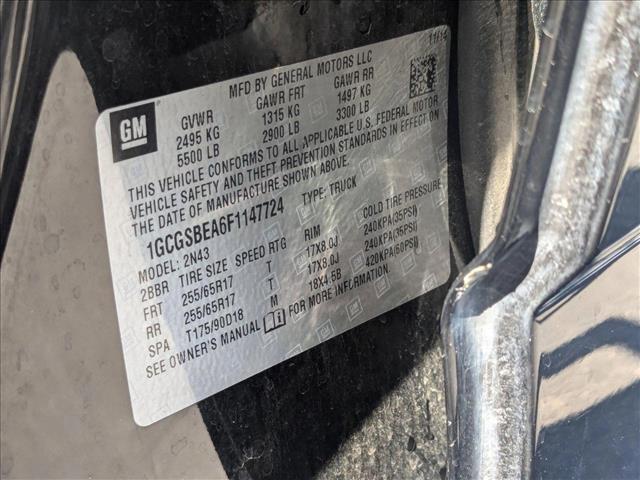 GM
MFD BY GENERAL MOTORS LLC
GVWR GAWR FRT GAWR RR
2495 KG 1315 KG 1497 KG
5500 LB 2900 LB 3300 LB
THIS VEHICLE CONFORMS TO ALL APPLICABLE U.S. FEDERAL MOTOR
VEHICLE SAFETY AND THEFT PREVENTION STANDARDS IN EFFECT ON
THE DATE OF MANUFACTURE SHOWN ABOVE.
1GCGSBEA6F1147724 TYPE: TRUCK
MODEL: 2N43
2BBR TIRE SIZE SPEED RTG RIM COLD TIRE PRESSURE
FRT 255/65R17 T 17X8.0J 240KPA(35PSI)
RR 255/65R17 T 17X8.0J 240KPA(35PSI)
SPA T175/90D18 M 18X4.5B 420KPA(60PSI)
SEE OWNER'S MANUAL FOR MORE INFORMATION.